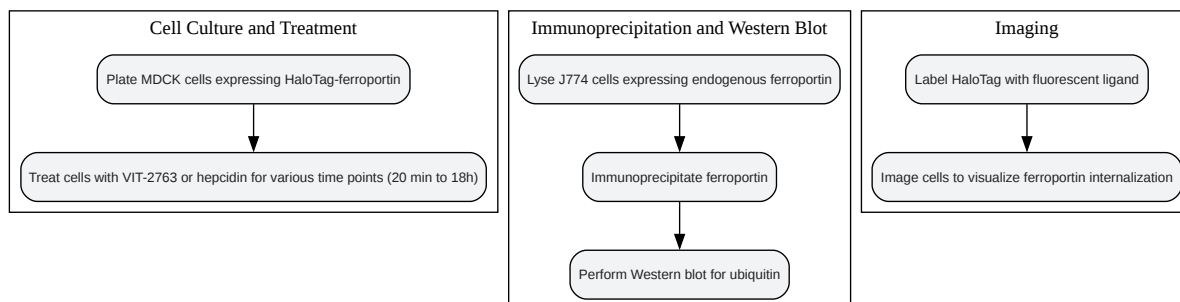 Cell Culture and Treatment
Plate MDCK cells expressing HaloTag-ferroportin
Treat cells with VIT-2763 or hepcidin for various time points (20 min to 18h)
Immunoprecipitation and Western Blot
Lyse J774 cells expressing endogenous ferroportin
Immunoprecipitate ferroportin
Perform Western blot for ubiquitin
Imaging
Label HaloTag with fluorescent ligand
Image cells to visualize ferroportin internalization